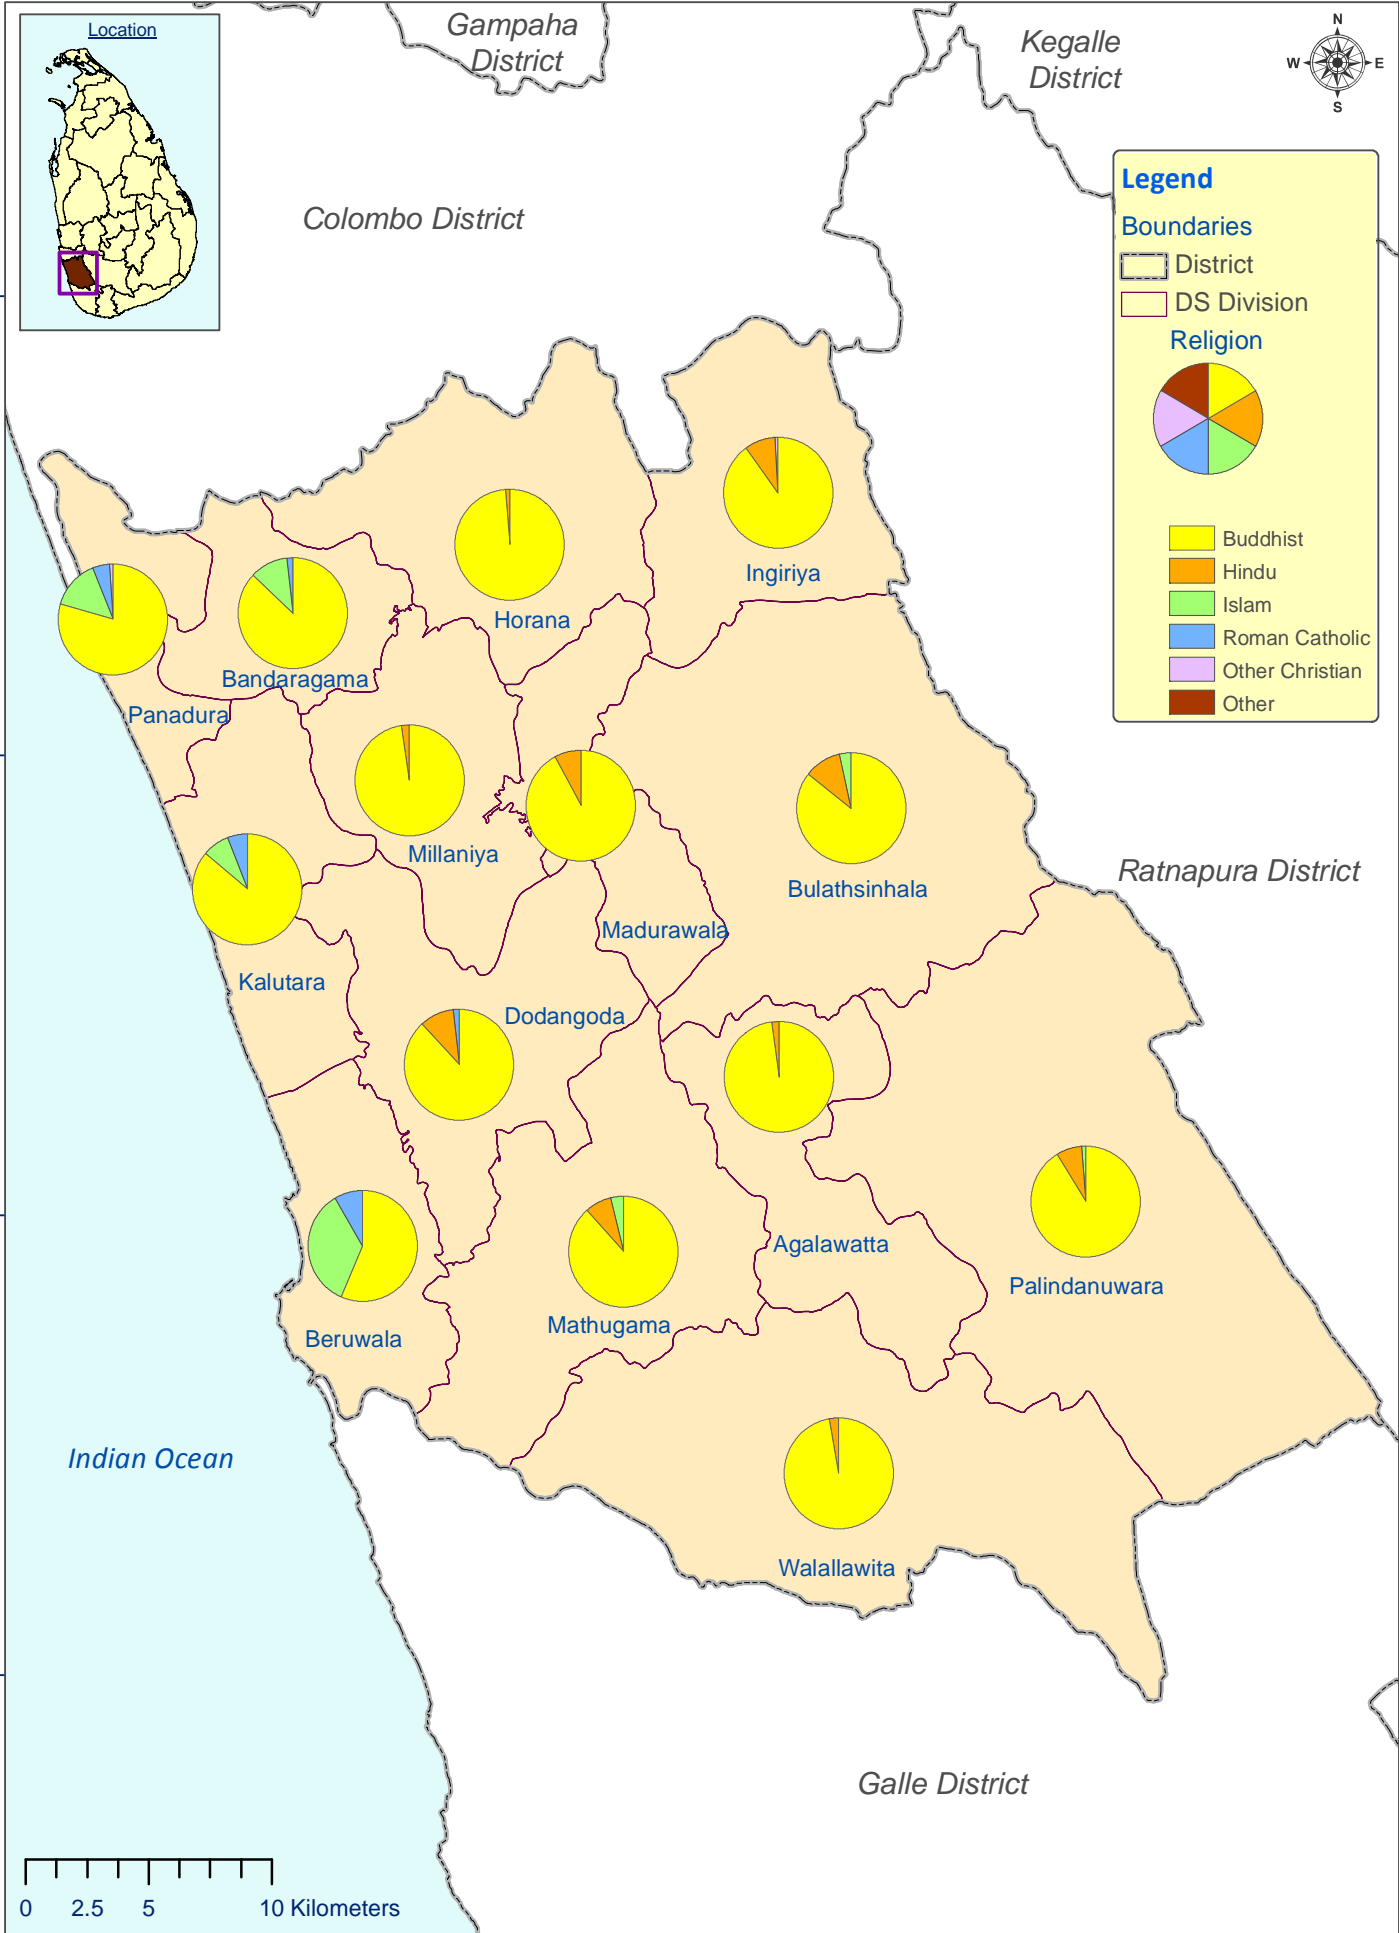 Location
Gampaha
District
Kegalle
District
N
W
E
S
Colombo District
Legend
Boundaries
District
DS Division
Religion
Buddhist
Hindu
Islam
Roman Catholic
Other Christian
Other
Ingiriya
Horana
Bandaragama
Panadura
Millaniya
Bulathsinhala
Ratnapura District
Madurawala
Kalutara
Dodangoda
Agalawatta
Palindanuwara
Mathugama
Beruwala
Indian Ocean
Walallawita
Galle District
0 2.5 5 10 Kilometers